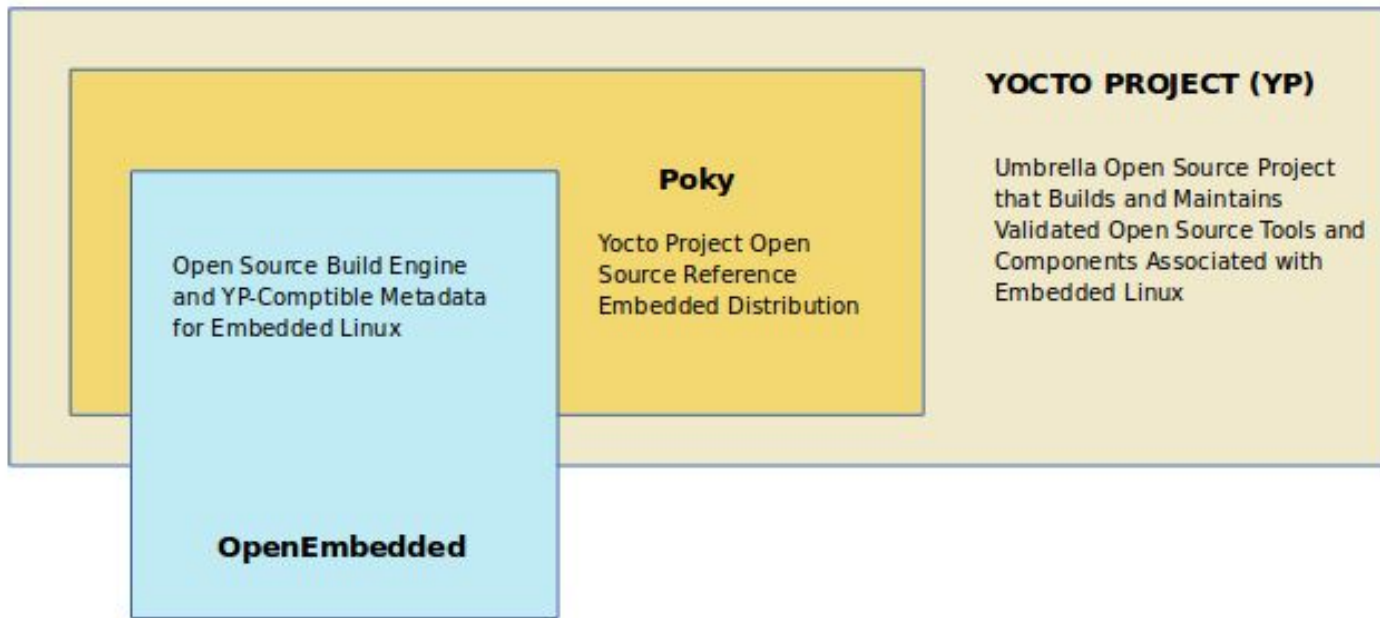 YOCTO PROJECT (YP)
Umbrella Open Source Project
that Builds and Maintains
Validated Open Source Tools and
Components Associated with
Embedded Linux
Poky
Yocto Project Open
Source Reference
Embedded Distribution
Open Source Build Engine
and YP-Comptible Metadata
for Embedded Linux
OpenEmbedded